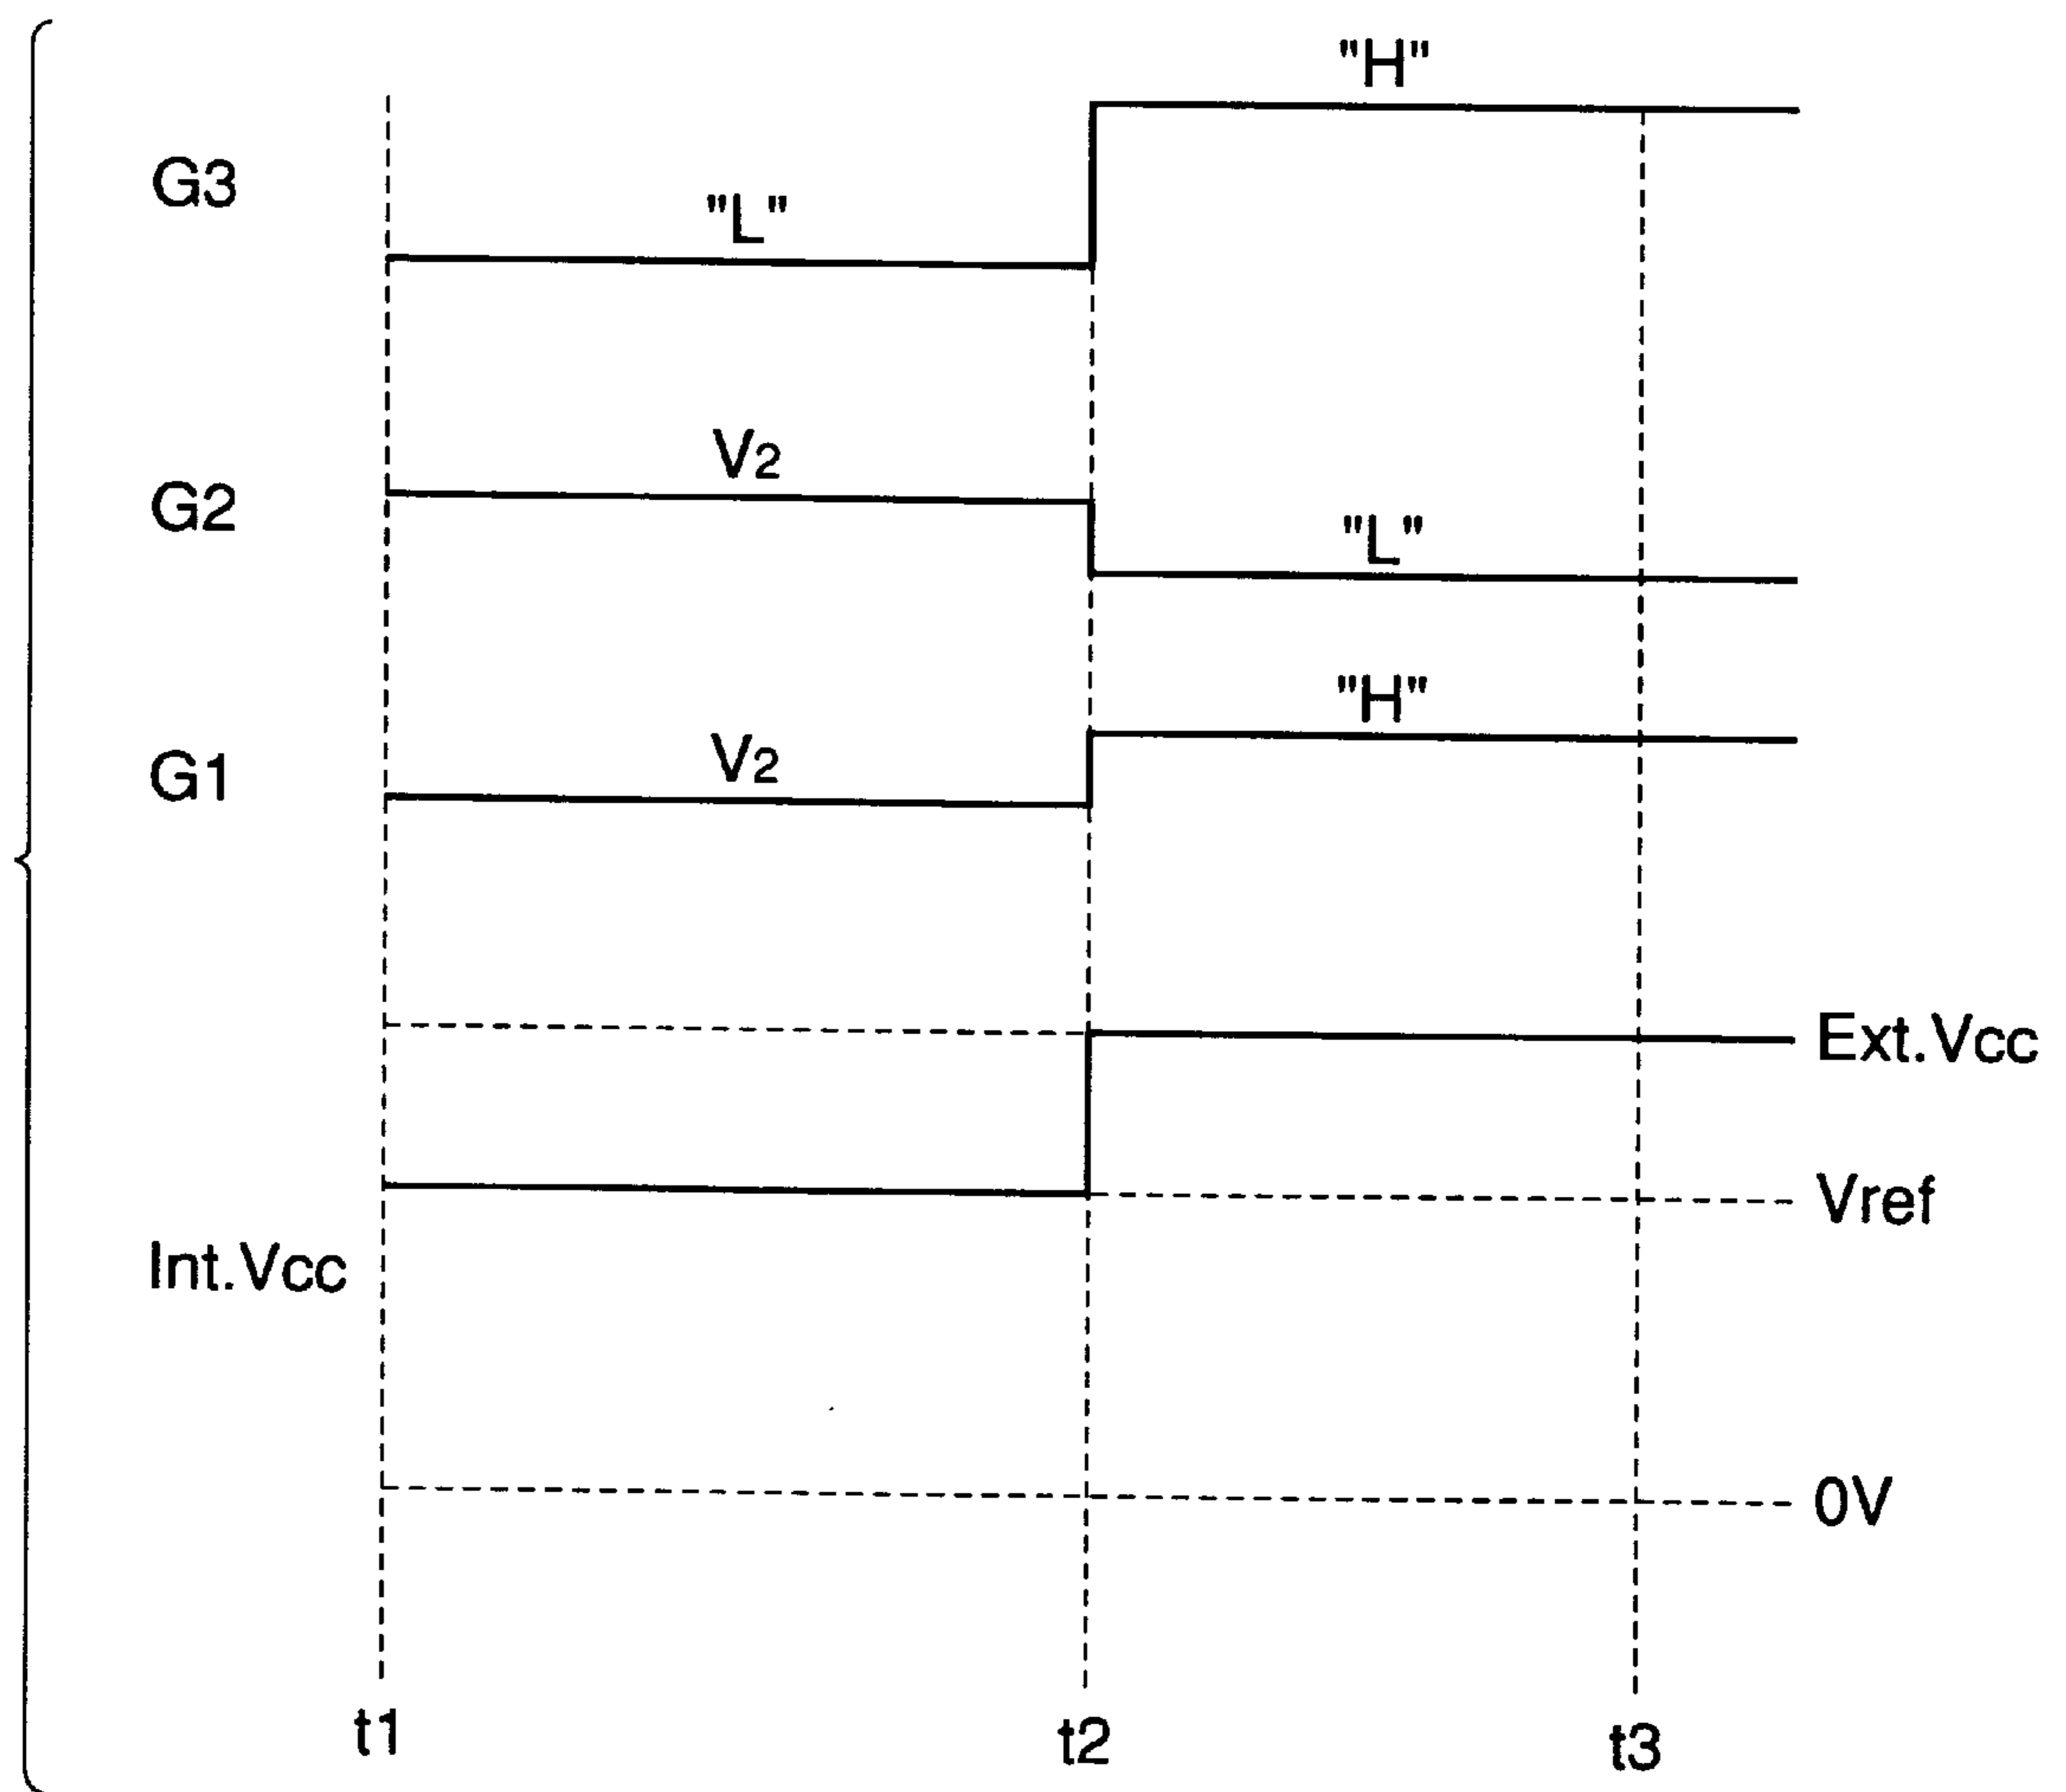 "H"
G3
"L"
V2
G2
"L"
"H"
G1
V2
Ext.Vcc
Vref
Int.Vcc
0V
t1
t2
t3